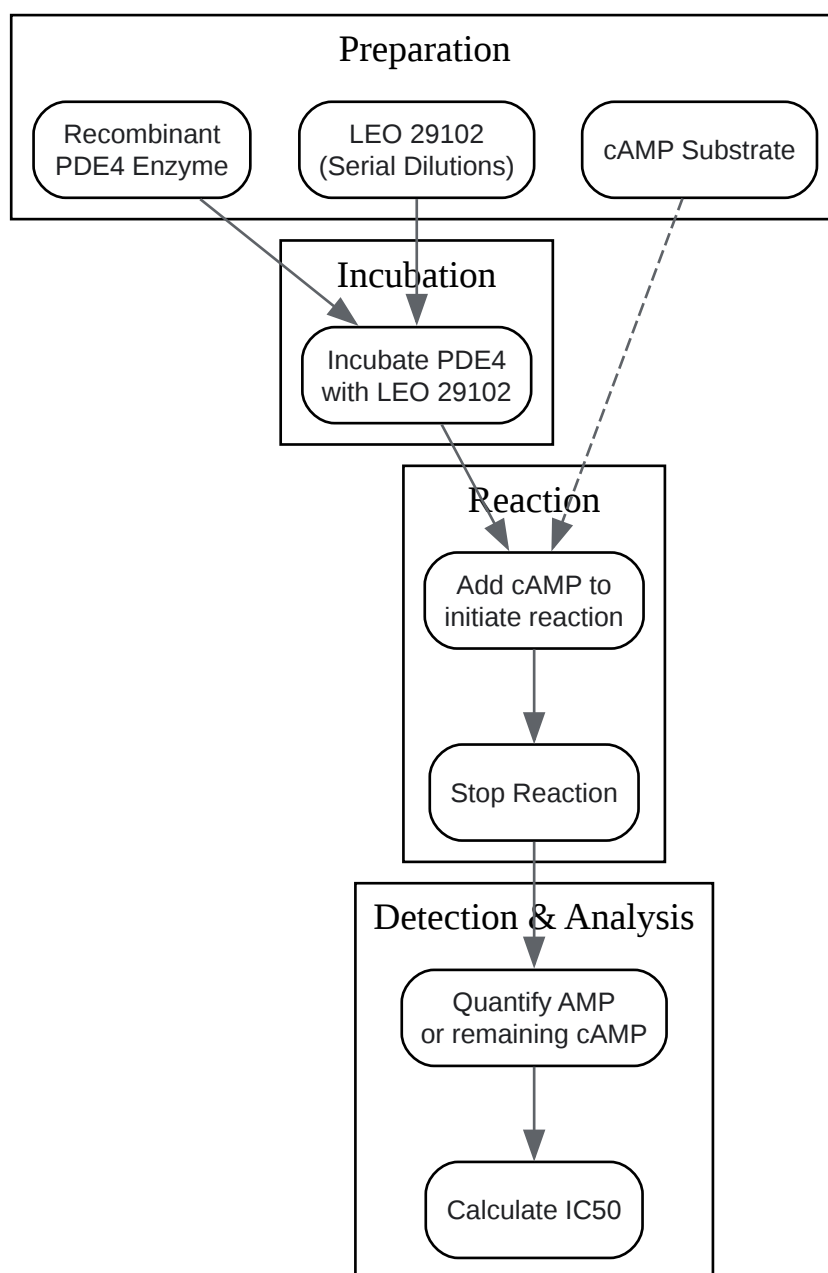 Preparation
Recombinant
PDE4 Enzyme
LEO 29102
(Serial Dilutions)
cAMP Substrate
Incubation
Incubate PDE4
with LEO 29102
Reaction
Add cAMP to
initiate reaction
Stop Reaction
Detection & Analysis
Quantify AMP
or remaining cAMP
Calculate IC50